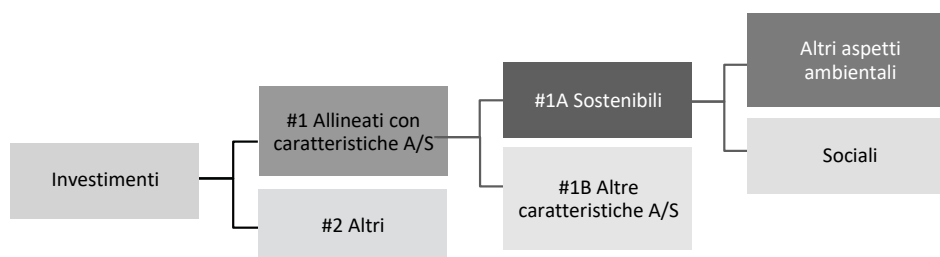 Investimenti
#1 Allineati con
caratteristiche A/S
#2 Altri
#1A Sostenibili
#1B Altre
caratteristiche A/S
Altri aspetti
ambientali
Sociali